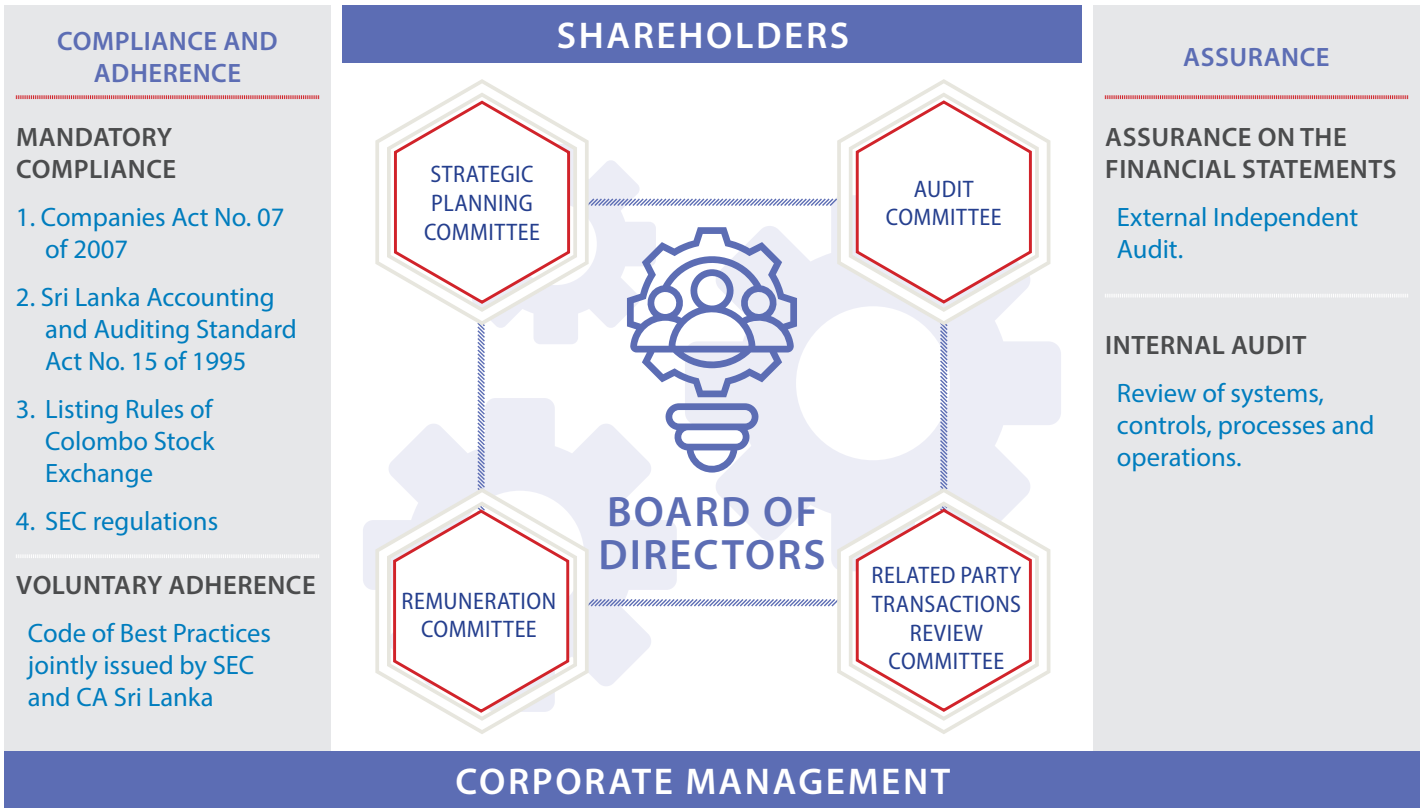 COMPLIANCE AND
ADHERENCE
MANDATORY
COMPLIANCE
1. Companies Act No. 07
of 2007
2. Sri Lanka Accounting
and Auditing Standard
Act No. 15 of 1995
3. Listing Rules of
Colombo Stock
Exchange
4. SEC regulations
VOLUNTARY ADHERENCE
Code of Best Practices
jointly issued by SEC
and CA Sri Lanka
SHAREHOLDERS
STRATEGIC
PLANNING
COMMITTEE
AUDIT
COMMITTEE
BOARD OF
DIRECTORS
REMUNERATION
COMMITTEE
RELATED PARTY
TRANSACTIONS
REVIEW
COMMITTEE
ASSURANCE
ASSURANCE ON THE
FINANCIAL STATEMENTS
External Independent
Audit.
INTERNAL AUDIT
Review of systems,
controls, processes and
operations.
CORPORATE MANAGEMENT